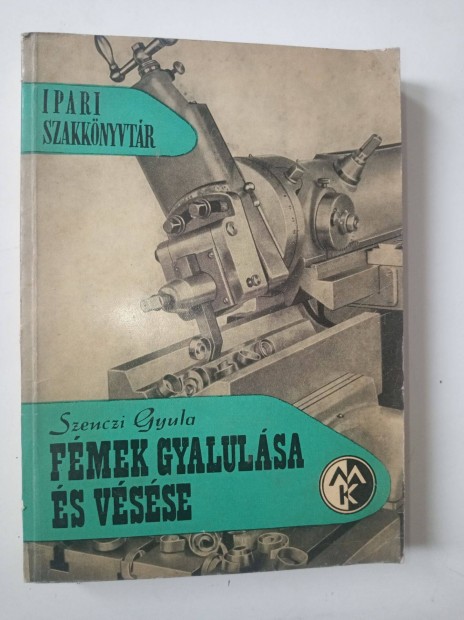 IPARI
SZAKKÖNYVTÁR
Szenczi Gyula
FÉMEK GYALULÁSA
ÉS VÉSÉSE
MK